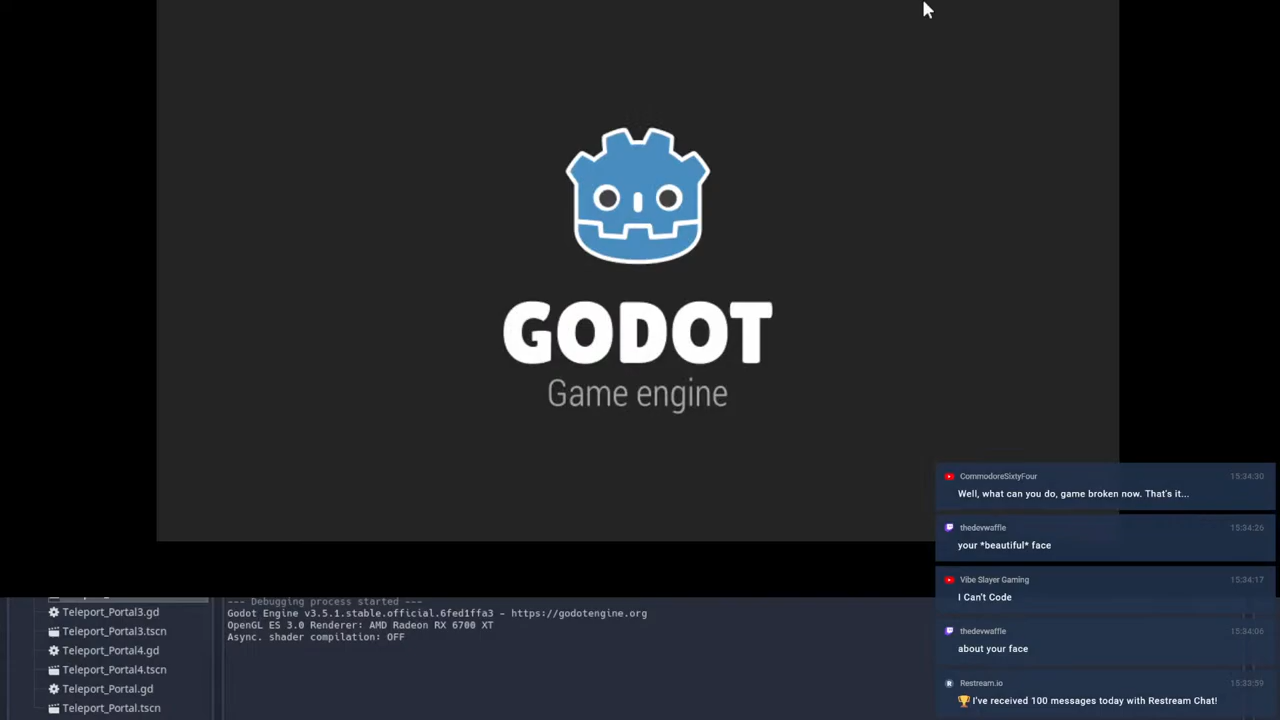 GODOT
Game engine
CommodoreSixtyFour 15:34:30
Well, what can you do, game broken now. That's it...
thedevwaffle 15:34:26
your *beautiful* face
Vibe Slayer Gaming 15:34:17
I Can't Code
thedevwaffle 15:34:06
about your face
Restream.io 15:33:59
🏆 I've received 100 messages today with Restream Chat!
Teleport_Portal3.gd
Teleport_Portal3.tscn
Teleport_Portal4.gd
Teleport_Portal4.tscn
Teleport_Portal.gd
Teleport_Portal.tscn
--- Debugging process started ---
Godot Engine v3.5.1.stable.official.6fed1ffa3 - https://godotengine.org
OpenGL ES 3.0 Renderer: AMD Radeon RX 6700 XT
Async. shader compilation: OFF